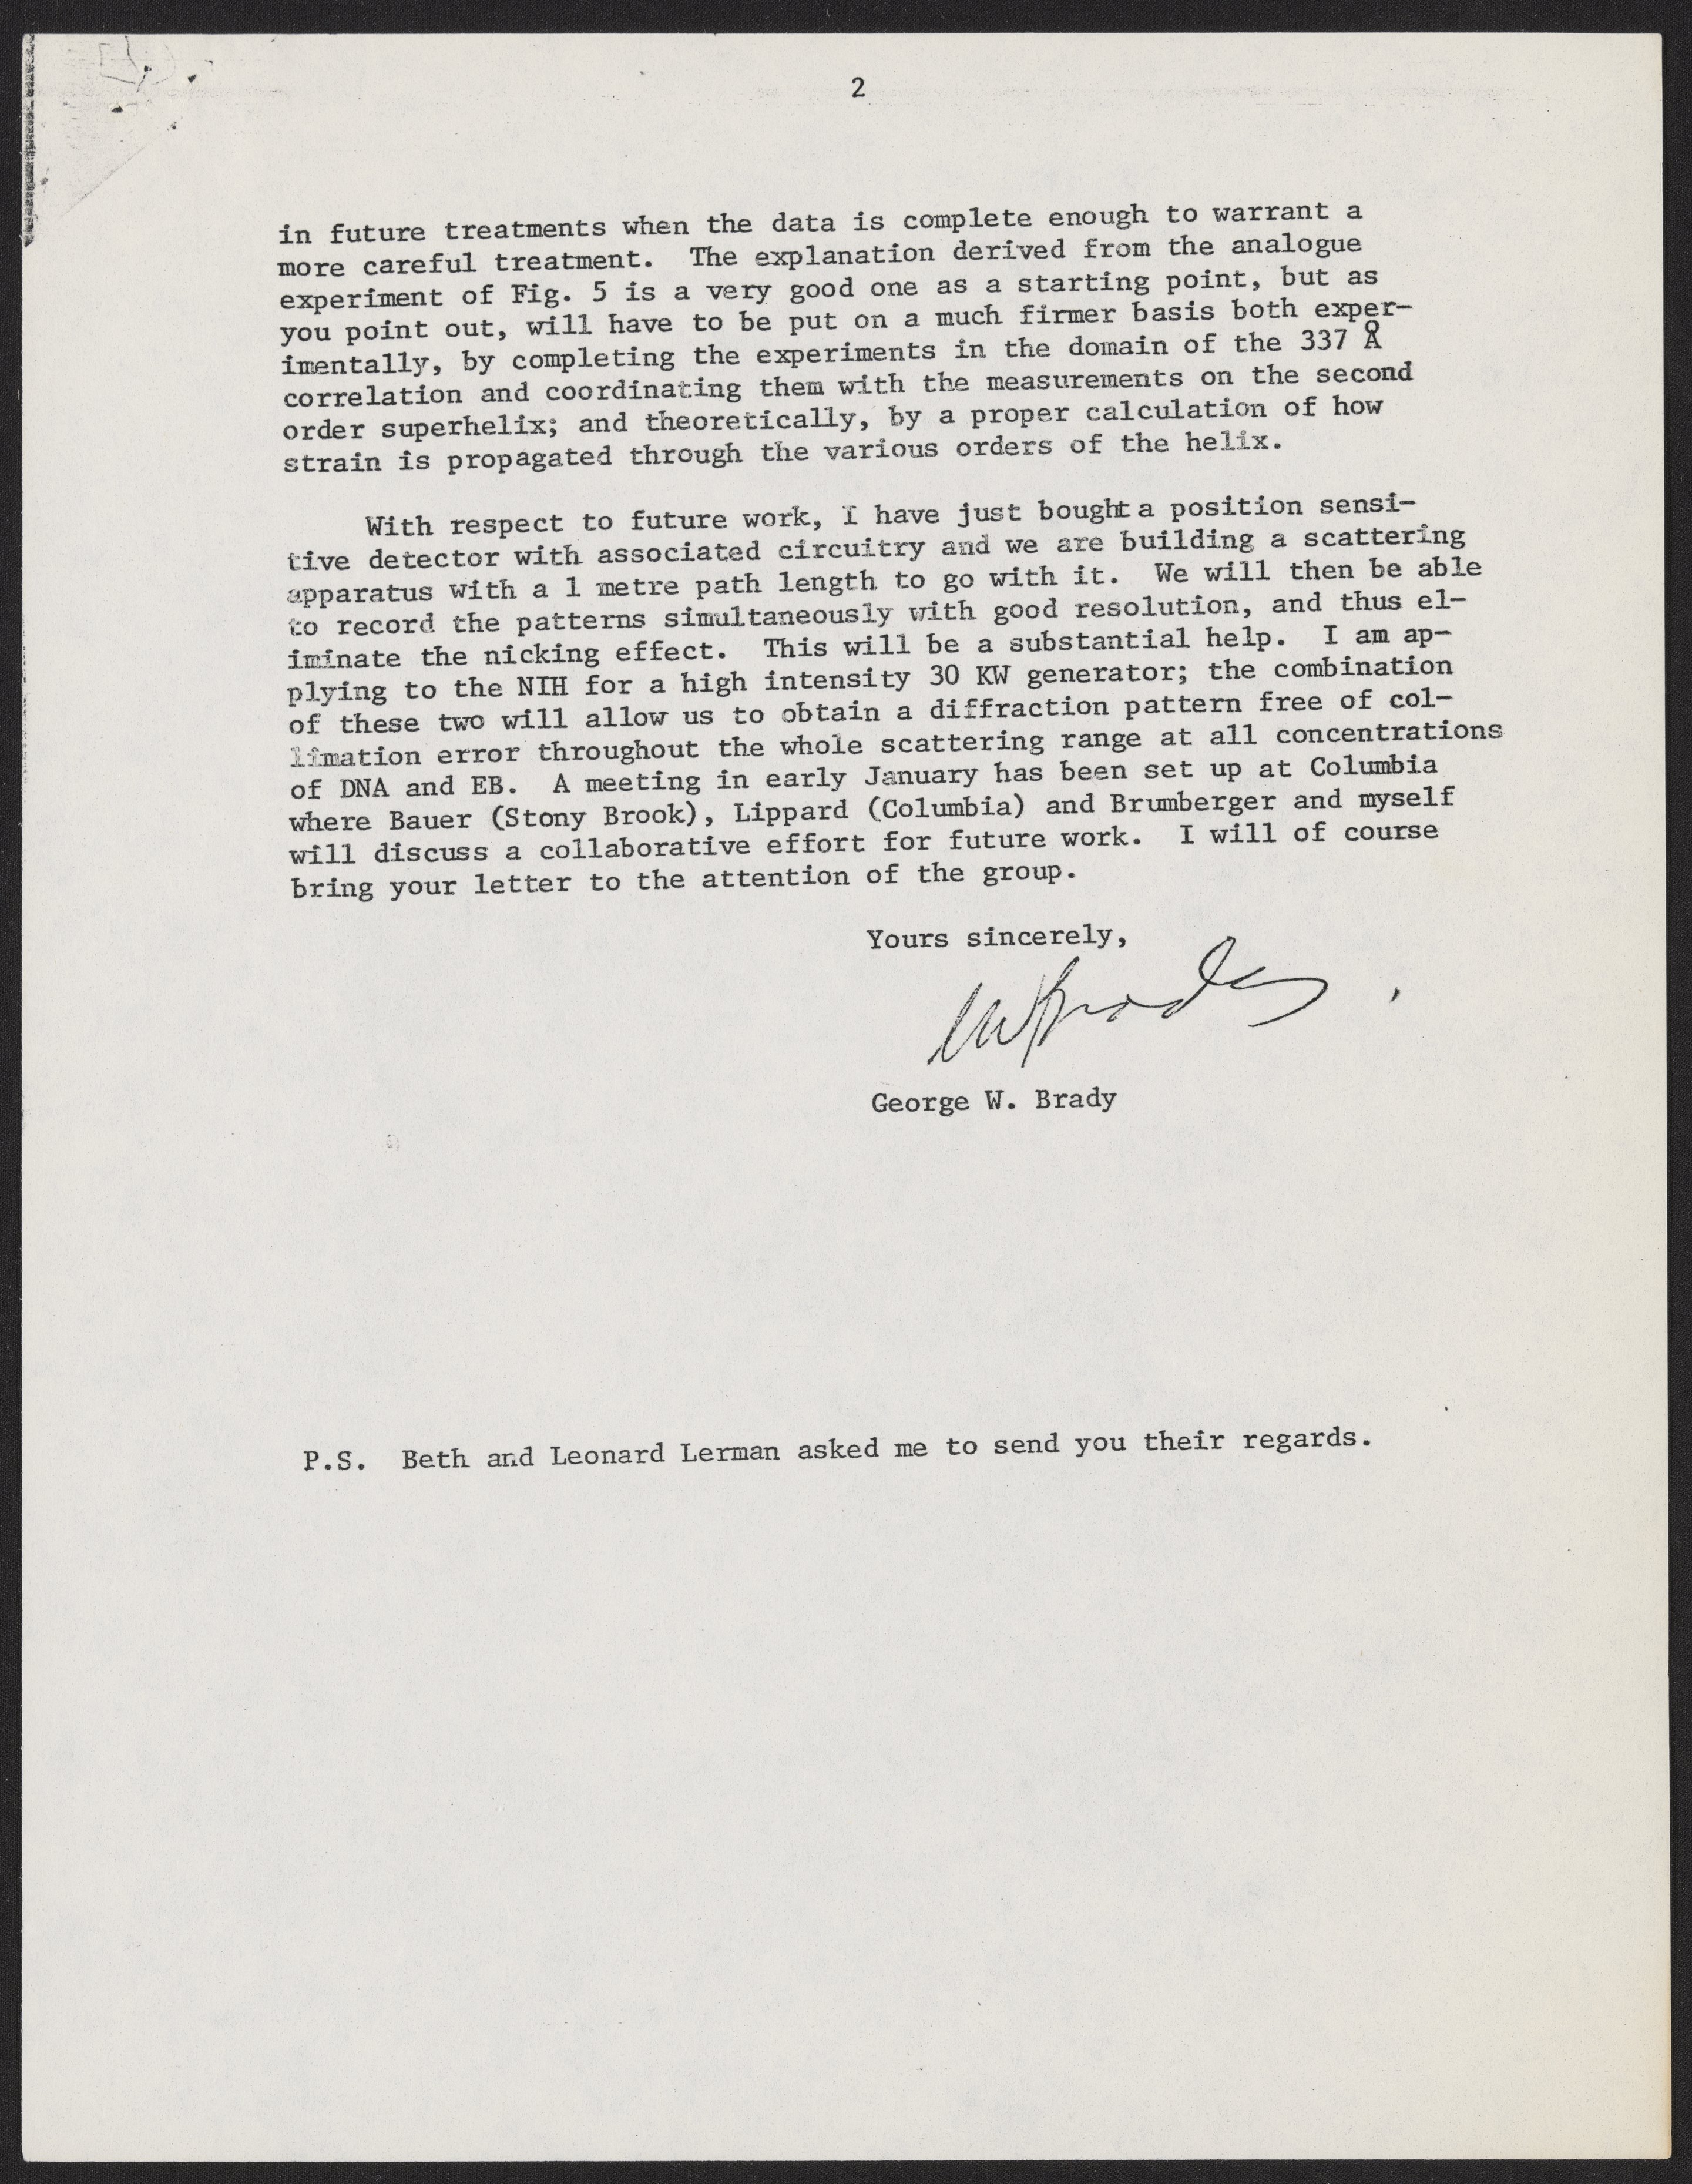 2
in future treatments when the data is complete enough to warrant a
more careful treatment. The explanation derived from the analogue
experiment of Fig. 5 is a very good one as a starting point, but as
you point out, will have to be put on a much firmer basis both exper-
imentally, by completing the experiments in the domain of the 337 Å
correlation and coordinating them with the measurements on the second
order superhelix; and theoretically, by a proper calculation of how
strain is propagated through the various orders of the helix.
With respect to future work, I have just bought a position sensi-
tive detector with associated circuitry and we are building a scattering
apparatus with a 1 metre path length to go with it. We will then be able
to record the patterns simultaneously with good resolution, and thus el-
iminate the nicking effect. This will be a substantial help. I am ap-
plying to the NIH for a high intensity 30 KW generator; the combination
of these two will allow us to obtain a diffraction pattern free of col-
limation error throughout the whole scattering range at all concentrations
of DNA and EB. A meeting in early January has been set up at Columbia
where Bauer (Stony Brook), Lippard (Columbia) and Brumberger and myself
will discuss a collaborative effort for future work. I will of course
bring your letter to the attention of the group.
Yours sincerely,
GWBrady
George W. Brady
P.S. Beth and Leonard Lerman asked me to send you their regards.